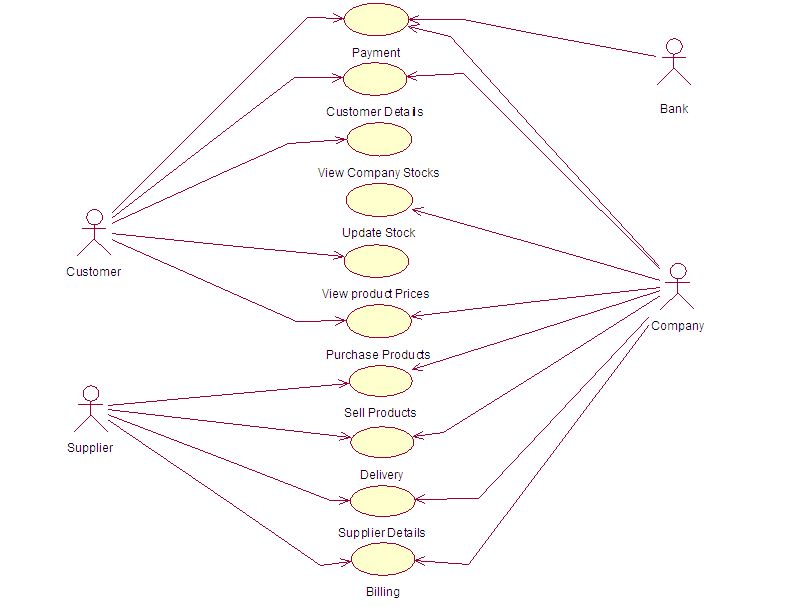 Payment
Bank
Customer Details
View Company Stocks
Update Stock
Customer
View product Prices
Company
Purchase Products
Sell Products
Supplier
Delivery
Supplier Details
Billing